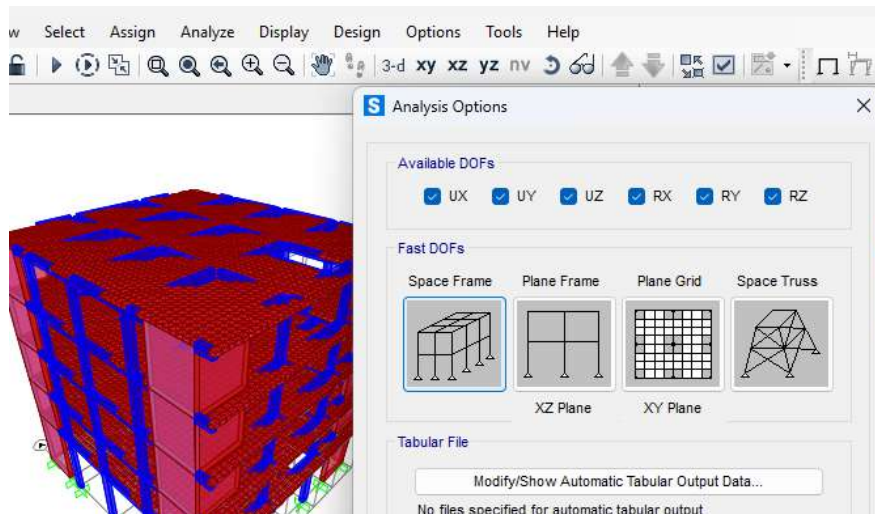 w Select Assign Analyze Display Design Options Tools Help
3-d xy xz yz nv
S Analysis Options
Available DOFs
UX UY UZ RX RY RZ
Fast DOFs
Space Frame Plane Frame Plane Grid Space Truss
XZ Plane XY Plane
Tabular File
Modify/Show Automatic Tabular Output Data...
No files specified for automatic tabular output